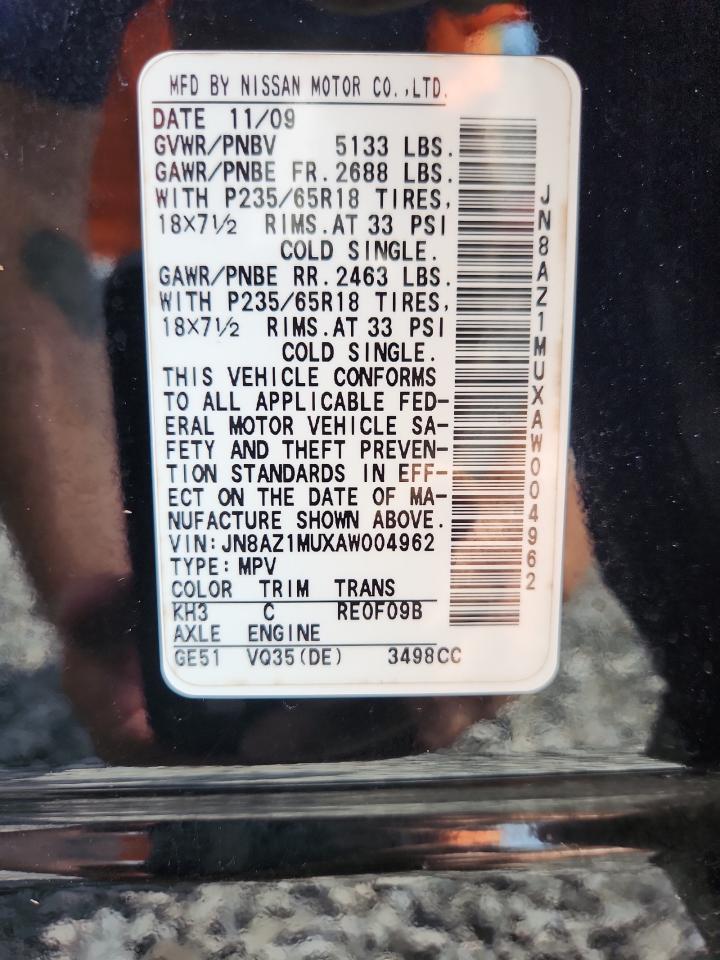 MFD BY NISSAN MOTOR CO.,LTD.
DATE 11/09
GVWR/PNBV 5133 LBS.
GAWR/PNBE FR.2688 LBS.
WITH P235/65R18 TIRES,
18X7½ RIMS.AT 33 PSI
COLD SINGLE.
GAWR/PNBE RR.2463 LBS.
WITH P235/65R18 TIRES,
18X7½ RIMS.AT 33 PSI
COLD SINGLE.
THIS VEHICLE CONFORMS
TO ALL APPLICABLE FED-
ERAL MOTOR VEHICLE SA-
FETY AND THEFT PREVEN-
TION STANDARDS IN EFF-
ECT ON THE DATE OF MA-
NUFACTURE SHOWN ABOVE.
VIN:JN8AZ1MUXAW004962
TYPE:MPV
COLOR TRIM TRANS
KH3 C RE0F09B
AXLE ENGINE
GE51 VQ35(DE) 3498CC
JN8AZ1MUXAW004962